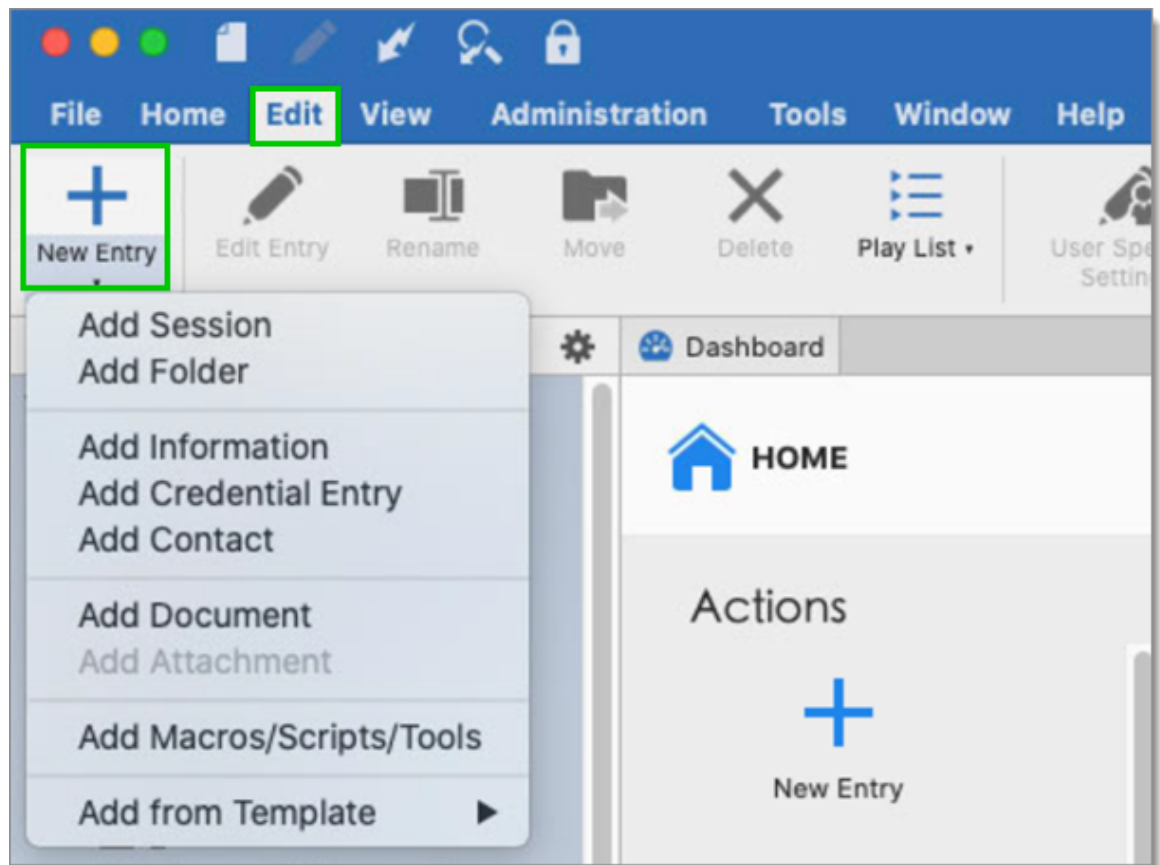 File Home Edit View Administration Tools Window Help
New Entry Edit Entry Rename Move Delete Play List User
Add Session
Add Folder
Dashboard
Add Information
Add Credential Entry
Add Contact
HOME
Add Document
Add Attachment
Actions
Add Macros/Scripts/Tools
New Entry
Add from Template